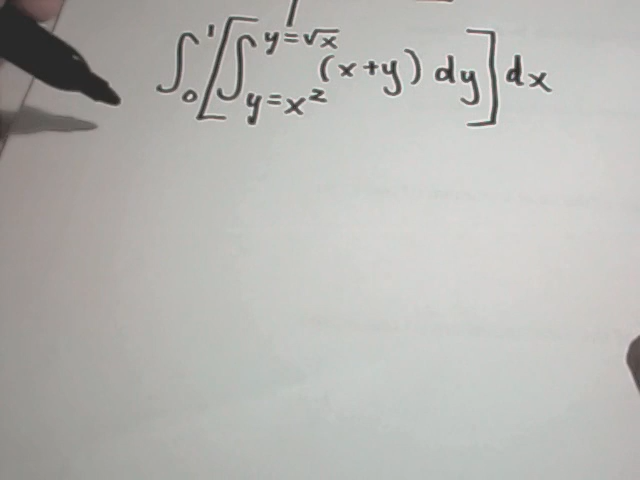 ∫₀¹ [ ∫_{y=x²}^{y=√x} (x+y) dy ] dx